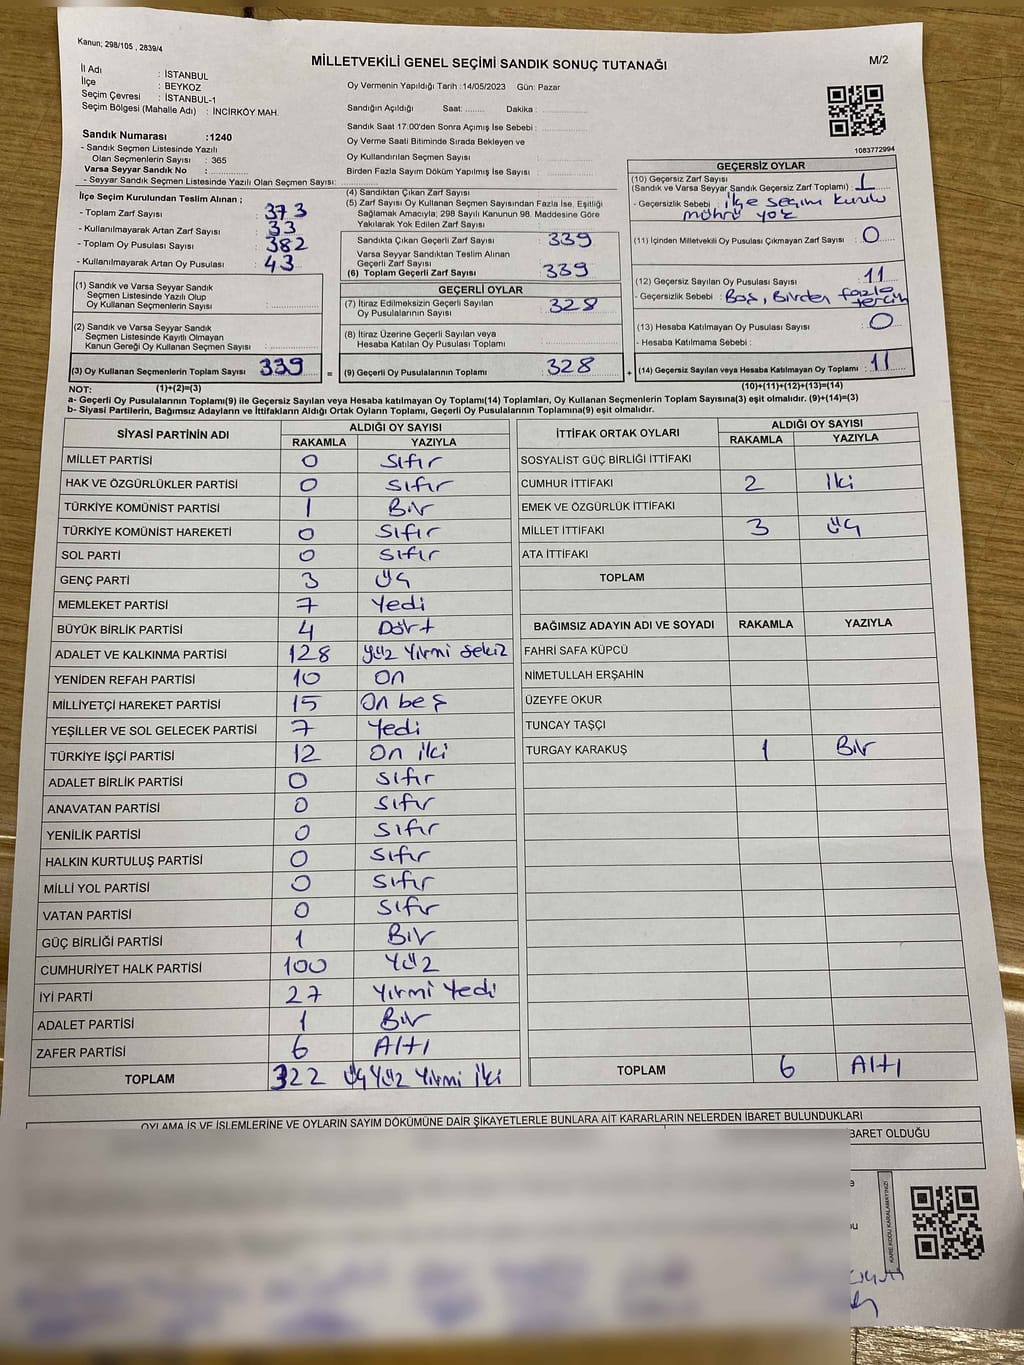 Kanun; 298/105 , 2839/4
MİLLETVEKİLİ GENEL SEÇİMİ SANDIK SONUÇ TUTANAĞI
M/2
İl Adı : İSTANBUL
İlçe : BEYKOZ
Seçim Çevresi : İSTANBUL-1
Seçim Bölgesi (Mahalle Adı) : İNCİRKÖY MAH.
Sandık Numarası :1240
- Sandık Seçmen Listesinde Yazılı
Olan Seçmenlerin Sayısı : 365
Varsa Seyyar Sandık No :
- Seyyar Sandık Seçmen Listesinde Yazılı Olan Seçmen Sayısı:
Oy Vermenin Yapıldığı Tarih :14/05/2023 Gün: Pazar
Sandığın Açıldığı Saat: ........ Dakika :
Sandık Saat 17:00'den Sonra Açımış İse Sebebi :
Oy Verme Saati Bitiminde Sırada Bekleyen ve
Oy Kullandırılan Seçmen Sayısı :
Birden Fazla Sayım Dökümü Yapılmış İse Sayısı :
1083772994
İlçe Seçim Kurulundan Teslim Alınan ;
- Toplam Zarf Sayısı : 373
- Kullanılmayarak Artan Zarf Sayısı : 33
- Toplam Oy Pusulası Sayısı : 382
- Kullanılmayarak Artan Oy Pusulası : 43
(1) Sandık ve Varsa Seyyar Sandık
Seçmen Listesinde Yazılı Olup
Oy Kullanan Seçmenlerin Sayısı :
(2) Sandık ve Varsa Seyyar Sandık
Seçmen Listesinde Kayıtlı Olmayan
Kanun Gereği Oy Kullanan Seçmen Sayısı :
(3) Oy Kullanan Seçmenlerin Toplam Sayısı : 339
(4) Sandıktan Çıkan Zarf Sayısı :
(5) Zarf Sayısı Oy Kullanan Seçmen Sayısından Fazla İse, Eşitliği
Sağlamak Amacıyla; 298 Sayılı Kanunun 98. Maddesine Göre
Yakılarak Yok Edilen Zarf Sayısı :
Sandıkta Çıkan Geçerli Zarf Sayısı : 339
Varsa Seyyar Sandıktan Teslim Alınan
Geçerli Zarf Sayısı :
(6) Toplam Geçerli Zarf Sayısı : 339
GEÇERLİ OYLAR
(7) İtiraz Edilmeksizin Geçerli Sayılan
Oy Pusulalarının Sayısı : 328
(8) İtiraz Üzerine Geçerli Sayılan veya
Hesaba Katılan Oy Pusulası Toplamı :
= (9) Geçerli Oy Pusulalarının Toplamı : 328
GEÇERSİZ OYLAR
(10) Geçersiz Zarf Sayısı
(Sandık ve Varsa Seyyar Sandık Geçersiz Zarf Toplamı) : 1
- Geçersizlik Sebebi : ilçe seçim kurulu
möhrü yok
(11) İçinden Milletvekili Oy Pusulası Çıkmayan Zarf Sayısı : 0
(12) Geçersiz Sayılan Oy Pusulası Sayısı : 11
- Geçersizlik Sebebi : Boş, Birden fazla
tercih
(13) Hesaba Katılmayan Oy Pusulası Sayısı : 0
- Hesaba Katılmama Sebebi :
+ (14) Geçersiz Sayılan veya Hesaba Katılmayan Oy Toplamı : 11
NOT: (1)+(2)=(3)
(10)+(11)+(12)+(13)=(14)
a- Geçerli Oy Pusulalarının Toplamı(9) ile Geçersiz Sayılan veya Hesaba katılmayan Oy Toplamı(14) Toplamları, Oy Kullanan Seçmenlerin Toplam Sayısına(3) eşit olmalıdır. (9)+(14)=(3)
b- Siyasi Partilerin, Bağımsız Adayların ve İttifakların Aldığı Ortak Oyların Toplamı, Geçerli Oy Pusulalarının Toplamına(9) eşit olmalıdır.
SİYASİ PARTİNİN ADI
ALDIĞI OY SAYISI
RAKAMLA YAZIYLA
MİLLET PARTİSİ 0 Sıfır
HAK VE ÖZGÜRLÜKLER PARTİSİ 0 Sıfır
TÜRKİYE KOMÜNİST PARTİSİ 1 Bir
TÜRKİYE KOMÜNİST HAREKETİ 0 Sıfır
SOL PARTİ 0 Sıfır
GENÇ PARTİ 3 Üç
MEMLEKET PARTİSİ 7 Yedi
BÜYÜK BİRLİK PARTİSİ 4 Dört
ADALET VE KALKINMA PARTİSİ 128 Yüz Yirmi Sekiz
YENİDEN REFAH PARTİSİ 10 On
MİLLİYETÇİ HAREKET PARTİSİ 15 On beş
YEŞİLLER VE SOL GELECEK PARTİSİ 7 Yedi
TÜRKİYE İŞÇİ PARTİSİ 12 On iki
ADALET BİRLİK PARTİSİ 0 Sıfır
ANAVATAN PARTİSİ 0 Sıfır
YENİLİK PARTİSİ 0 Sıfır
HALKIN KURTULUŞ PARTİSİ 0 Sıfır
MİLLİ YOL PARTİSİ 0 Sıfır
VATAN PARTİSİ 0 Sıfır
GÜÇ BİRLİĞİ PARTİSİ 1 Bir
CUMHURİYET HALK PARTİSİ 100 Yüz
İYİ PARTİ 27 Yirmi Yedi
ADALET PARTİSİ 1 Bir
ZAFER PARTİSİ 6 Altı
TOPLAM 322 Üç Yüz Yirmi iki
İTTİFAK ORTAK OYLARI
ALDIĞI OY SAYISI
RAKAMLA YAZIYLA
SOSYALİST GÜÇ BİRLİĞİ İTTİFAKI
CUMHUR İTTİFAKI 2 İki
EMEK VE ÖZGÜRLÜK İTTİFAKI
MİLLET İTTİFAKI 3 Üç
ATA İTTİFAKI
TOPLAM
BAĞIMSIZ ADAYIN ADI VE SOYADI RAKAMLA YAZIYLA
FAHRİ SAFA KÜPCÜ
NİMETULLAH ERŞAHİN
ÜZEYFE OKUR
TUNCAY TAŞÇI
TURGAY KARAKUŞ 1 Bir
TOPLAM 6 Altı
OYLAMA İŞ VE İŞLEMLERİNE VE OYLARIN SAYIM DÖKÜMÜNE DAİR ŞİKAYETLERLE BUNLARA AİT KARARLARIN NELERDEN İBARET BULUNDUKLARI
BARET OLDUĞU
KARE KODU KARALAMAYINIZ!